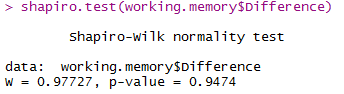 > shapiro.test(working.memory$Difference)
Shapiro-Wilk normality test
data:  working.memory$Difference
W = 0.97727, p-value = 0.9474